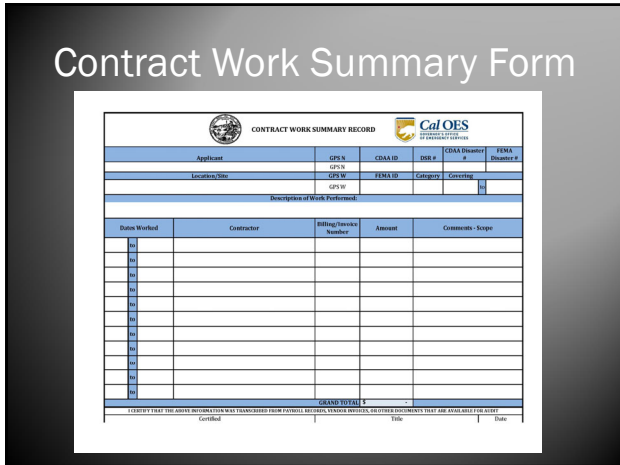 Contract Work Summary Form
CONTRACT WORK SUMMARY RECORD
Cal OES
GOVERNOR'S OFFICE
OF EMERGENCY SERVICES
Applicant GPS N CDAA ID DSR # CDAA Disaster # FEMA Disaster #
GPS N
Location/Site GPS W FEMA ID Category Covering
GPS W to
Description of Work Performed:
Dates Worked Contractor Billing/Invoice Number Amount Comments - Scope
to
to
to
to
to
to
to
to
to
to
to
GRAND TOTAL $ -
I CERTIFY THAT THE ABOVE INFORMATION WAS TRANSCRIBED FROM PAYROLL RECORDS, VENDOR INVOICES, OR OTHER DOCUMENTS THAT ARE AVAILABLE FOR AUDIT
Certified Title Date